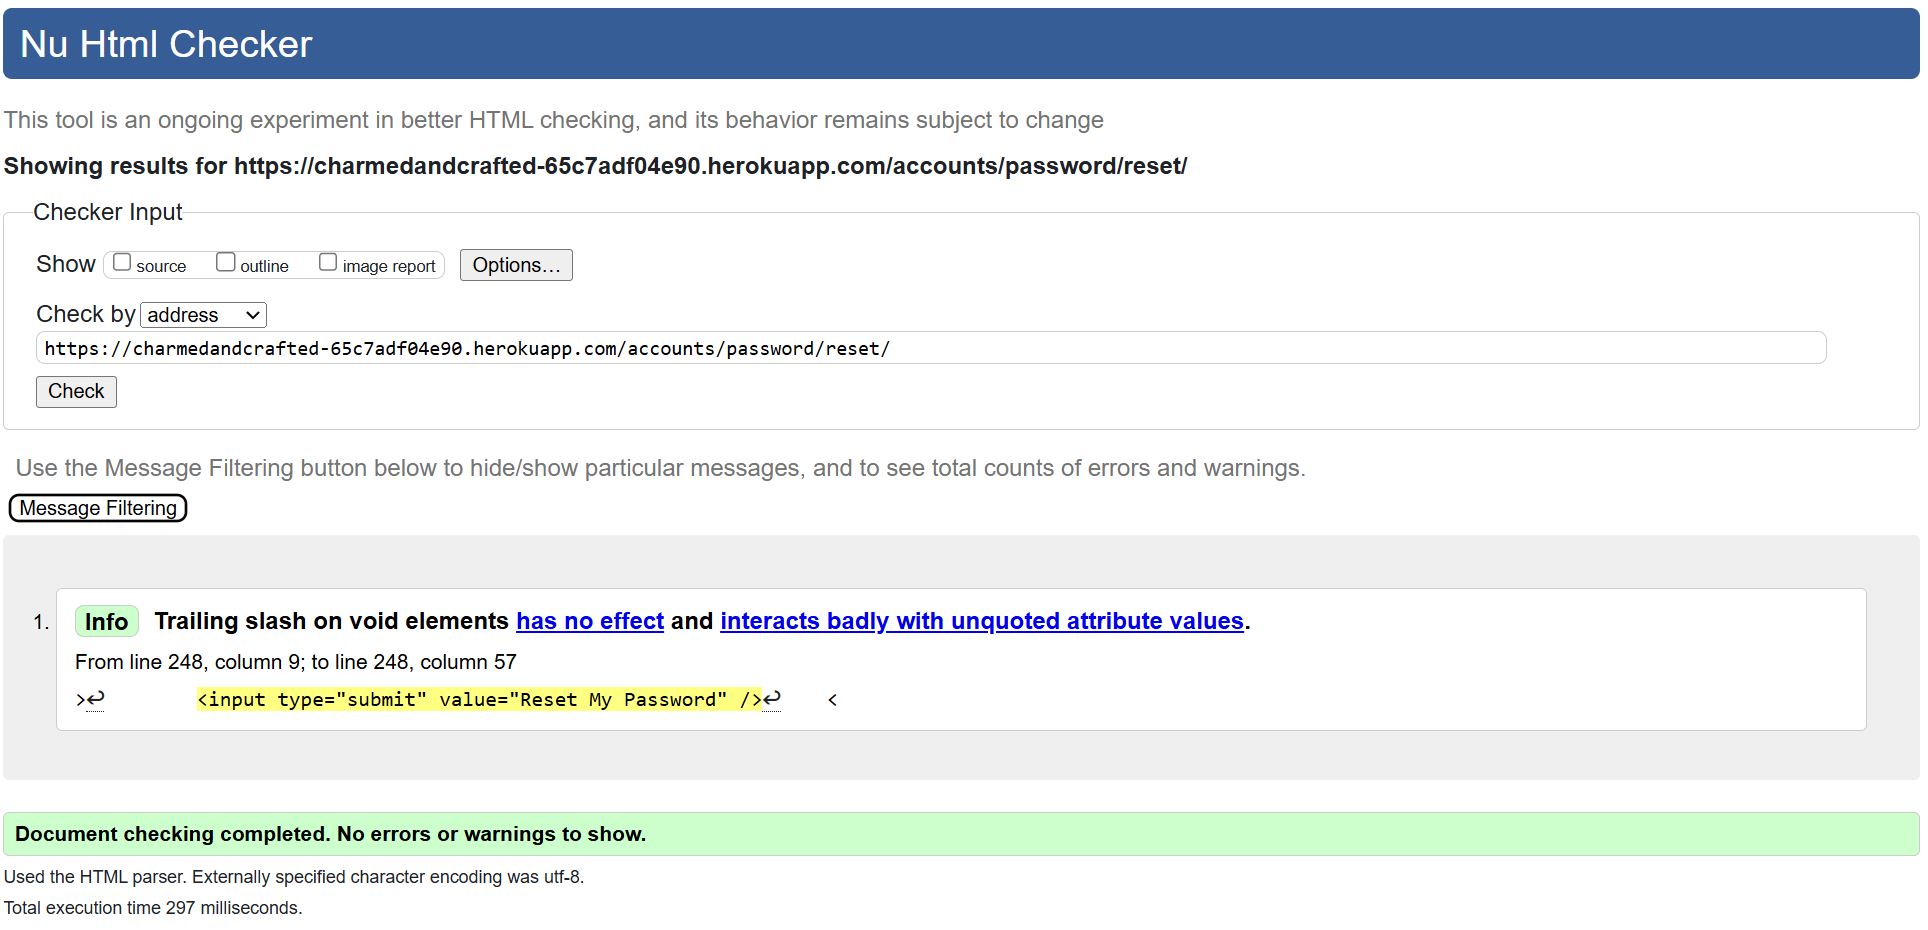 Nu Html Checker
This tool is an ongoing experiment in better HTML checking, and its behavior remains subject to change
Showing results for https://charmedandcrafted-65c7adf04e90.herokuapp.com/accounts/password/reset/
Checker Input
Show source outline image report Options...
Check by address
https://charmedandcrafted-65c7adf04e90.herokuapp.com/accounts/password/reset/
Check
Use the Message Filtering button below to hide/show particular messages, and to see total counts of errors and warnings.
Message Filtering
1. Info Trailing slash on void elements has no effect and interacts badly with unquoted attribute values.
From line 248, column 9; to line 248, column 57
>↩ <input type="submit" value="Reset My Password" />↩ <
Document checking completed. No errors or warnings to show.
Used the HTML parser. Externally specified character encoding was utf-8.
Total execution time 297 milliseconds.